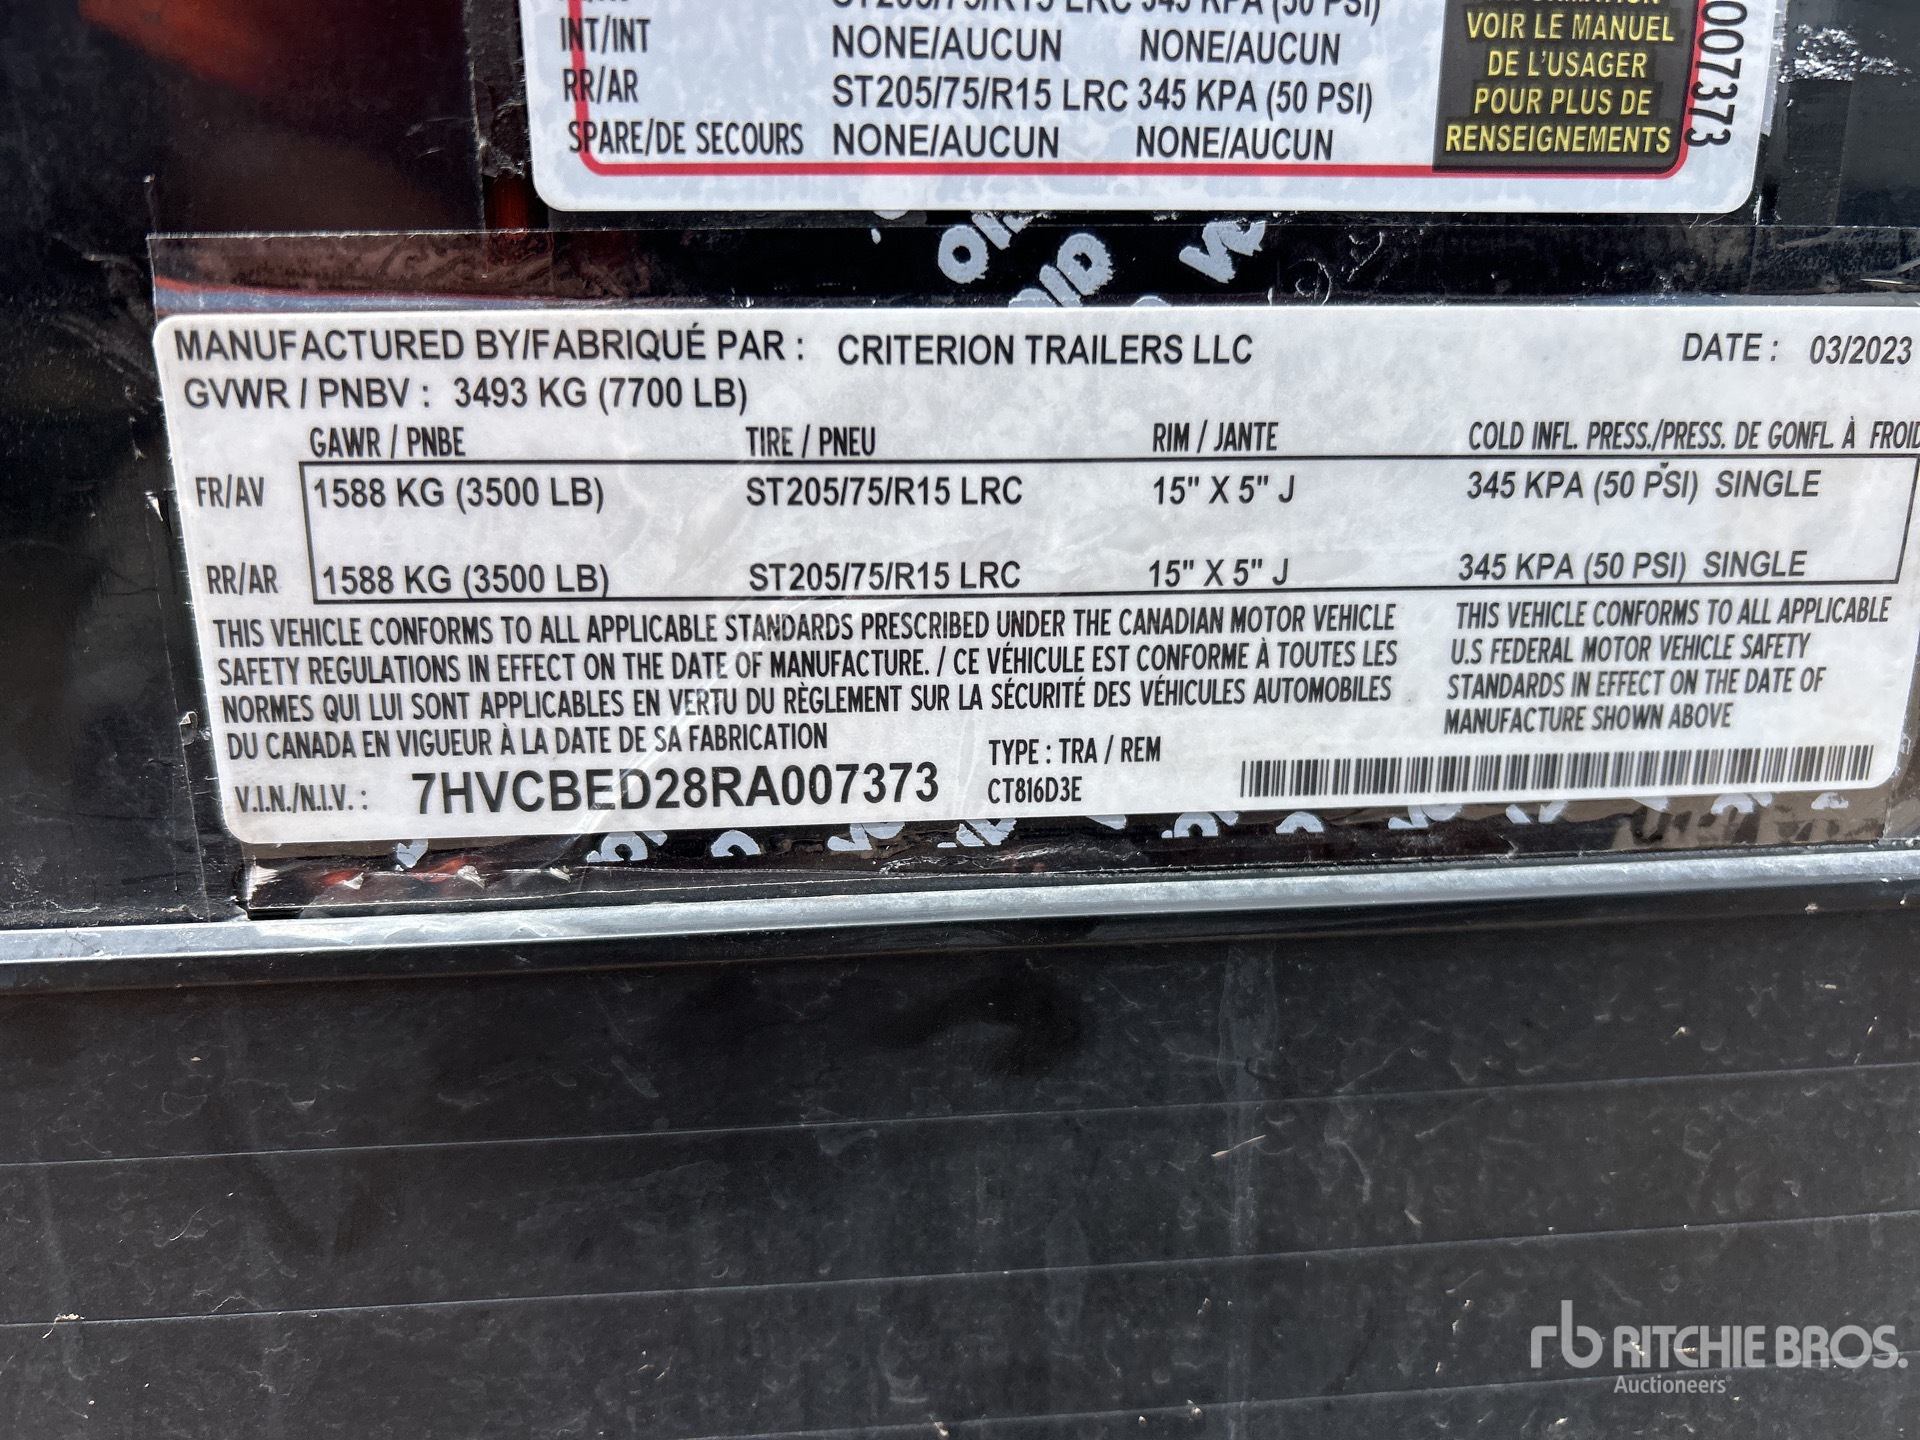 ST205/75/R15 LRC 345 KPA (50 PSI)
INT/INT NONE/AUCUN NONE/AUCUN
RR/AR ST205/75/R15 LRC 345 KPA (50 PSI)
SPARE/DE SECOURS NONE/AUCUN NONE/AUCUN
VOIR LE MANUEL
DE L'USAGER
POUR PLUS DE
RENSEIGNEMENTS
007373
MANUFACTURED BY/FABRIQUÉ PAR : CRITERION TRAILERS LLC DATE : 03/2023
GVWR / PNBV : 3493 KG (7700 LB)
GAWR / PNBE TIRE / PNEU RIM / JANTE COLD INFL. PRESS./PRESS. DE GONFL. À FROID
FR/AV 1588 KG (3500 LB) ST205/75/R15 LRC 15" X 5" J 345 KPA (50 PSI) SINGLE
RR/AR 1588 KG (3500 LB) ST205/75/R15 LRC 15" X 5" J 345 KPA (50 PSI) SINGLE
THIS VEHICLE CONFORMS TO ALL APPLICABLE STANDARDS PRESCRIBED UNDER THE CANADIAN MOTOR VEHICLE
SAFETY REGULATIONS IN EFFECT ON THE DATE OF MANUFACTURE. / CE VÉHICULE EST CONFORME À TOUTES LES
NORMES QUI LUI SONT APPLICABLES EN VERTU DU RÈGLEMENT SUR LA SÉCURITÉ DES VÉHICULES AUTOMOBILES
DU CANADA EN VIGUEUR À LA DATE DE SA FABRICATION
THIS VEHICLE CONFORMS TO ALL APPLICABLE
U.S FEDERAL MOTOR VEHICLE SAFETY
STANDARDS IN EFFECT ON THE DATE OF
MANUFACTURE SHOWN ABOVE
V.I.N./N.I.V. : 7HVCBED28RA007373
TYPE : TRA / REM
CT816D3E
rb RITCHIE BROS.
Auctioneers